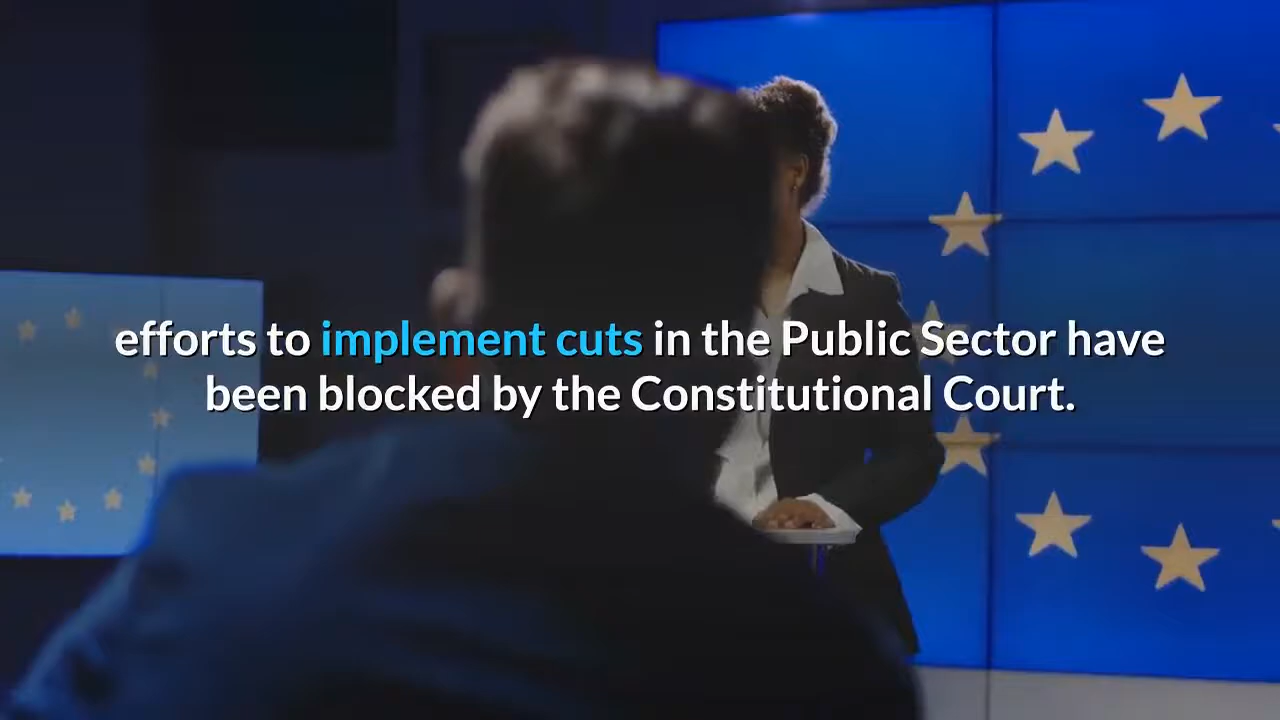 efforts to implement cuts in the Public Sector have
been blocked by the Constitutional Court.